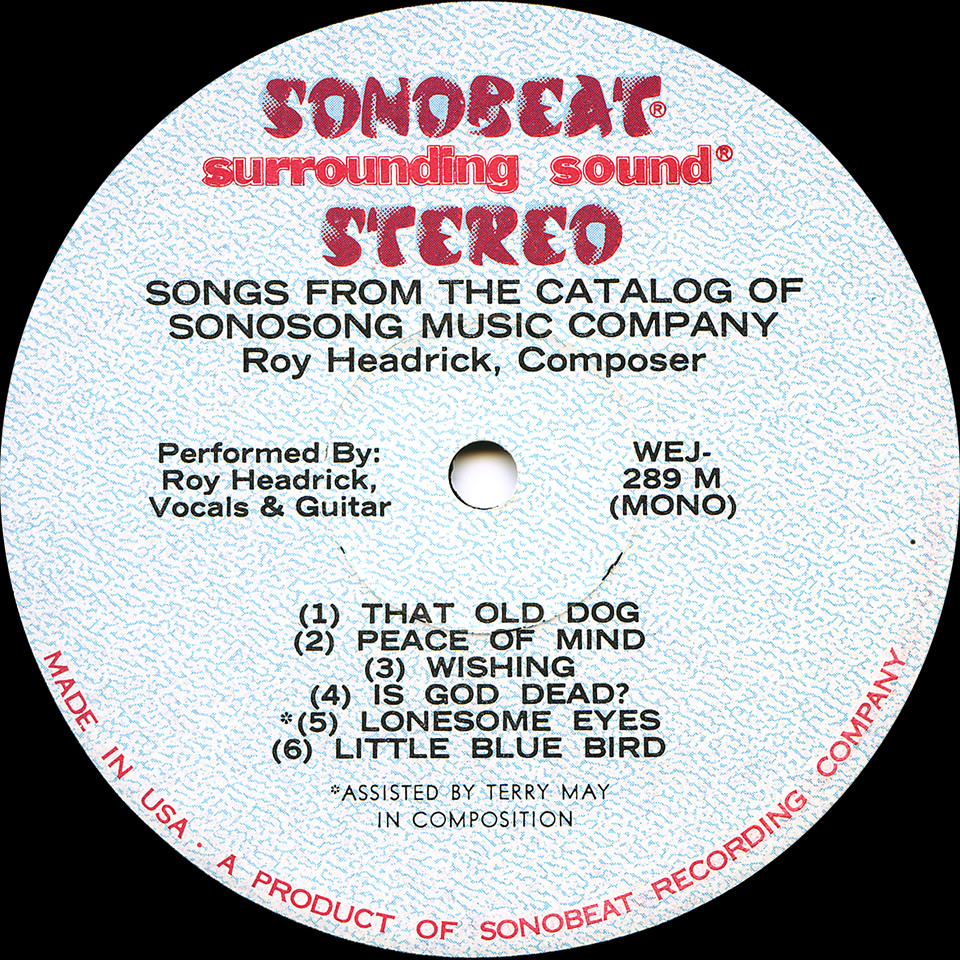 SONOBEAT®
surrounding sound®
STEREO
SONGS FROM THE CATALOG OF
SONOSONG MUSIC COMPANY
Roy Headrick, Composer
Performed By:
Roy Headrick,
Vocals & Guitar
WEJ-
289 M
(MONO)
(1) THAT OLD DOG
(2) PEACE OF MIND
(3) WISHING
(4) IS GOD DEAD?
*(5) LONESOME EYES
(6) LITTLE BLUE BIRD
*ASSISTED BY TERRY MAY
IN COMPOSITION
MADE IN USA · A PRODUCT OF SONOBEAT RECORDING COMPANY